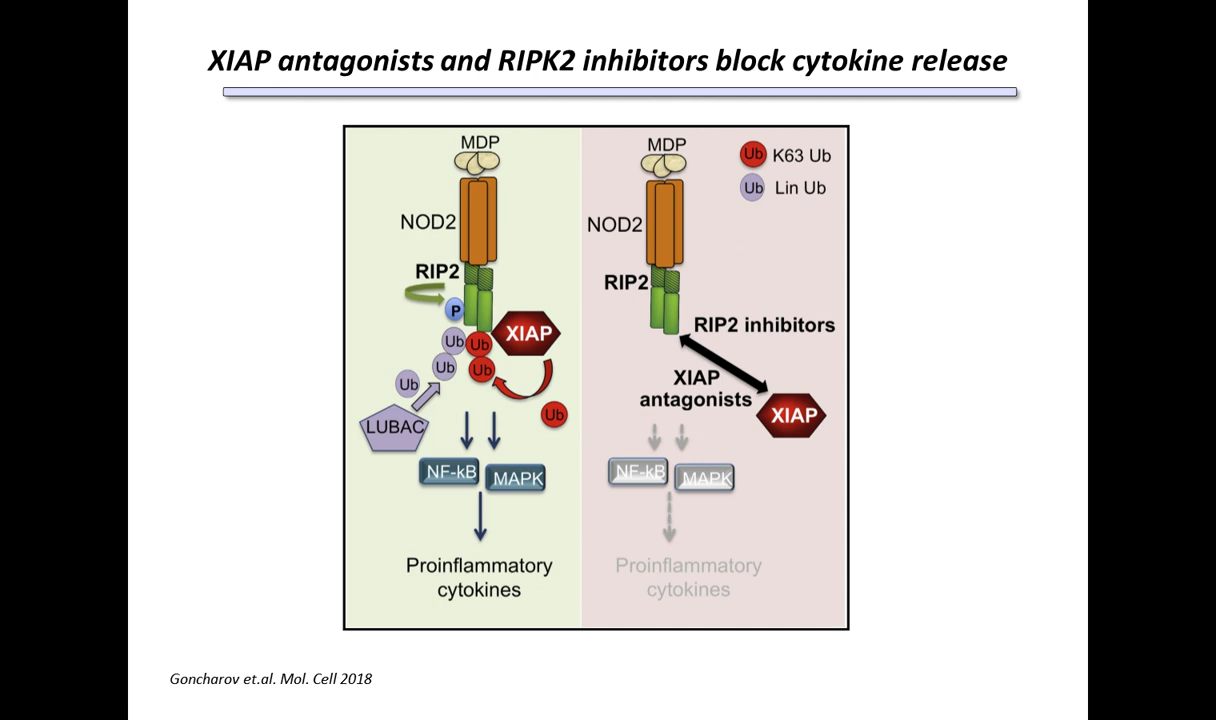 XIAP antagonists and RIPK2 inhibitors block cytokine release
MDP
NOD2
RIP2
P
XIAP
Ub
Ub
Ub
Ub
Ub
Ub
LUBAC
NF-kB
MAPK
Proinflammatory
cytokines
MDP
Ub K63 Ub
Ub Lin Ub
NOD2
RIP2
RIP2 inhibitors
XIAP
antagonists
XIAP
NF-kB
MAPK
Proinflammatory
cytokines
Goncharov et.al. Mol. Cell 2018